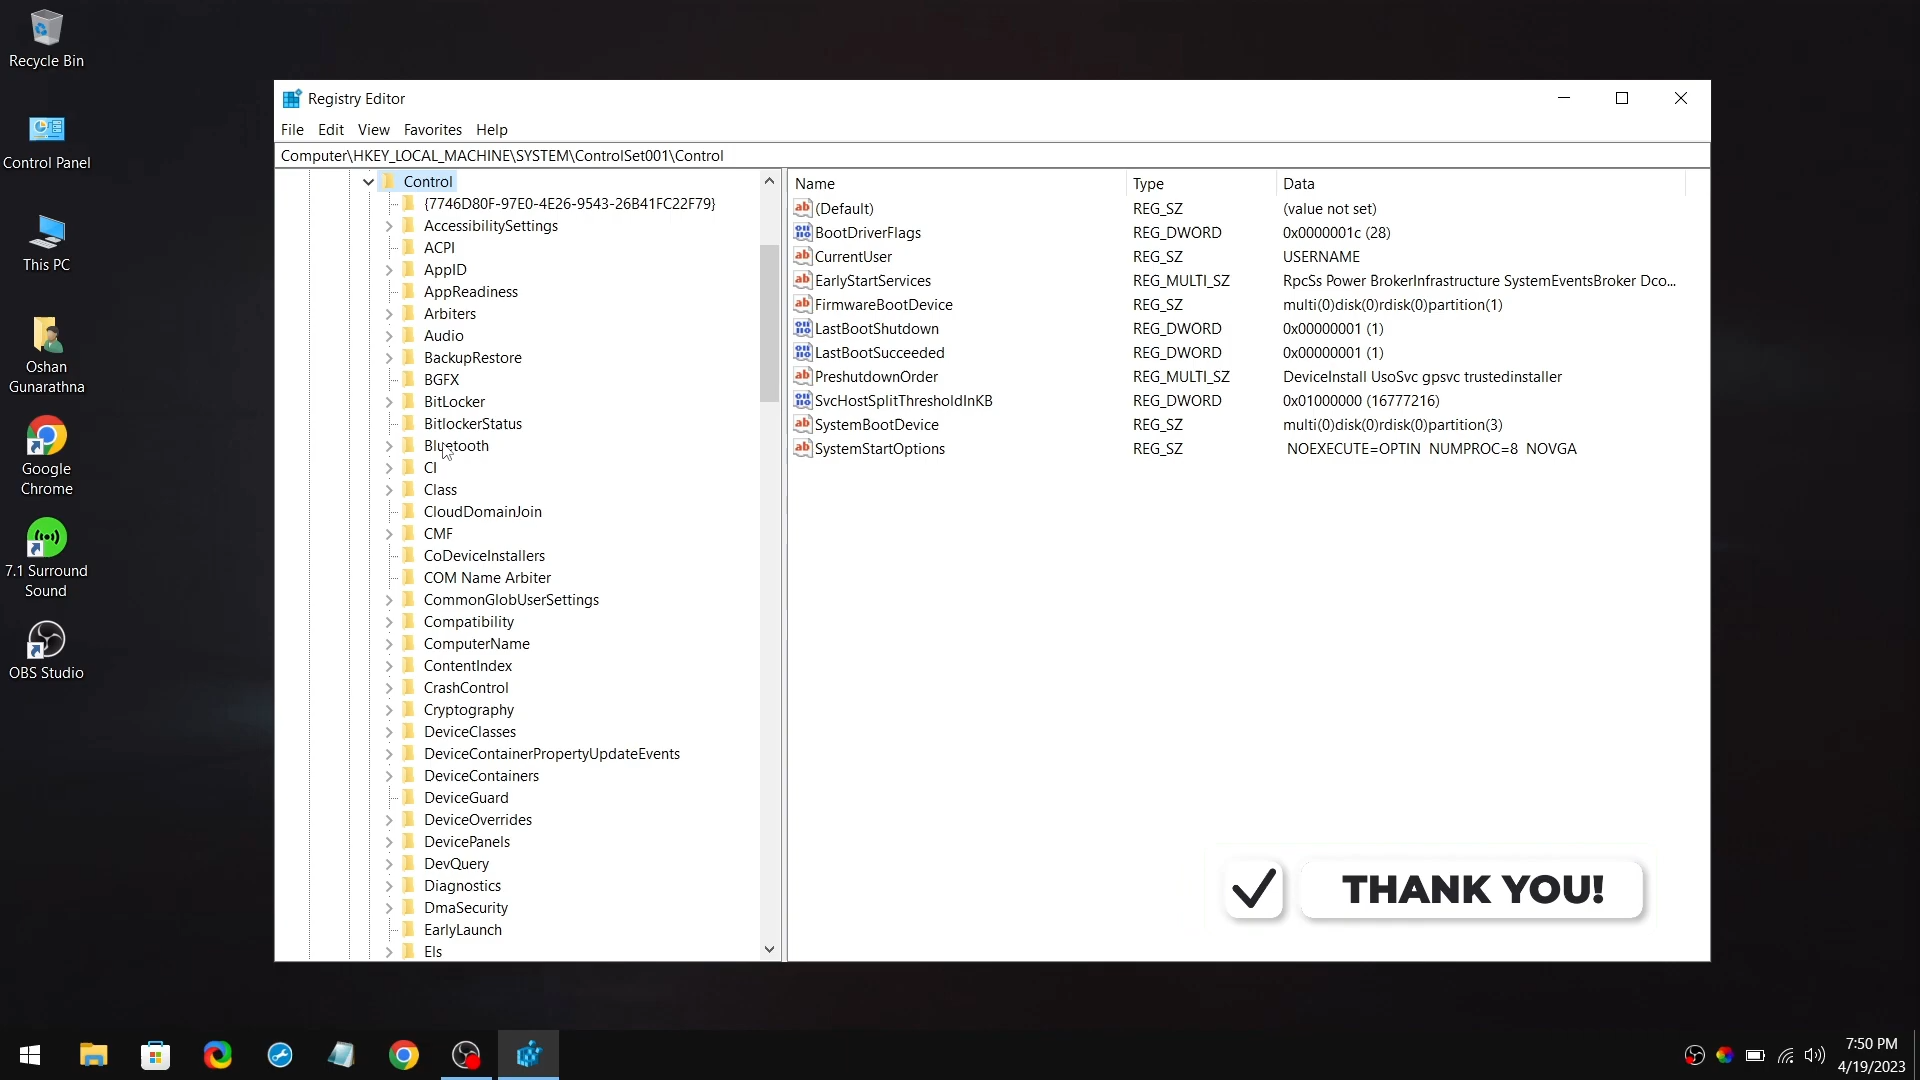 Recycle Bin
Control Panel
This PC
Oshan
Gunarathna
Google
Chrome
7.1 Surround
Sound
OBS Studio
Registry Editor
File Edit View Favorites Help
Computer\HKEY_LOCAL_MACHINE\SYSTEM\ControlSet001\Control
Control
{7746D80F-97E0-4E26-9543-26B41FC22F79}
AccessibilitySettings
ACPI
AppID
AppReadiness
Arbiters
Audio
BackupRestore
BGFX
BitLocker
BitlockerStatus
Bluetooth
CI
Class
CloudDomainJoin
CMF
CoDeviceInstallers
COM Name Arbiter
CommonGlobUserSettings
Compatibility
ComputerName
ContentIndex
CrashControl
Cryptography
DeviceClasses
DeviceContainerPropertyUpdateEvents
DeviceContainers
DeviceGuard
DeviceOverrides
DevicePanels
DevQuery
Diagnostics
DmaSecurity
EarlyLaunch
Els
Name Type Data
(Default) REG_SZ (value not set)
BootDriverFlags REG_DWORD 0x0000001c (28)
CurrentUser REG_SZ USERNAME
EarlyStartServices REG_MULTI_SZ RpcSs Power BrokerInfrastructure SystemEventsBroker Dco...
FirmwareBootDevice REG_SZ multi(0)disk(0)rdisk(0)partition(1)
LastBootShutdown REG_DWORD 0x00000001 (1)
LastBootSucceeded REG_DWORD 0x00000001 (1)
PreshutdownOrder REG_MULTI_SZ DeviceInstall UsoSvc gpsvc trustedinstaller
SvcHostSplitThresholdInKB REG_DWORD 0x01000000 (16777216)
SystemBootDevice REG_SZ multi(0)disk(0)rdisk(0)partition(3)
SystemStartOptions REG_SZ NOEXECUTE=OPTIN NUMPROC=8 NOVGA
THANK YOU!
7:50 PM
4/19/2023